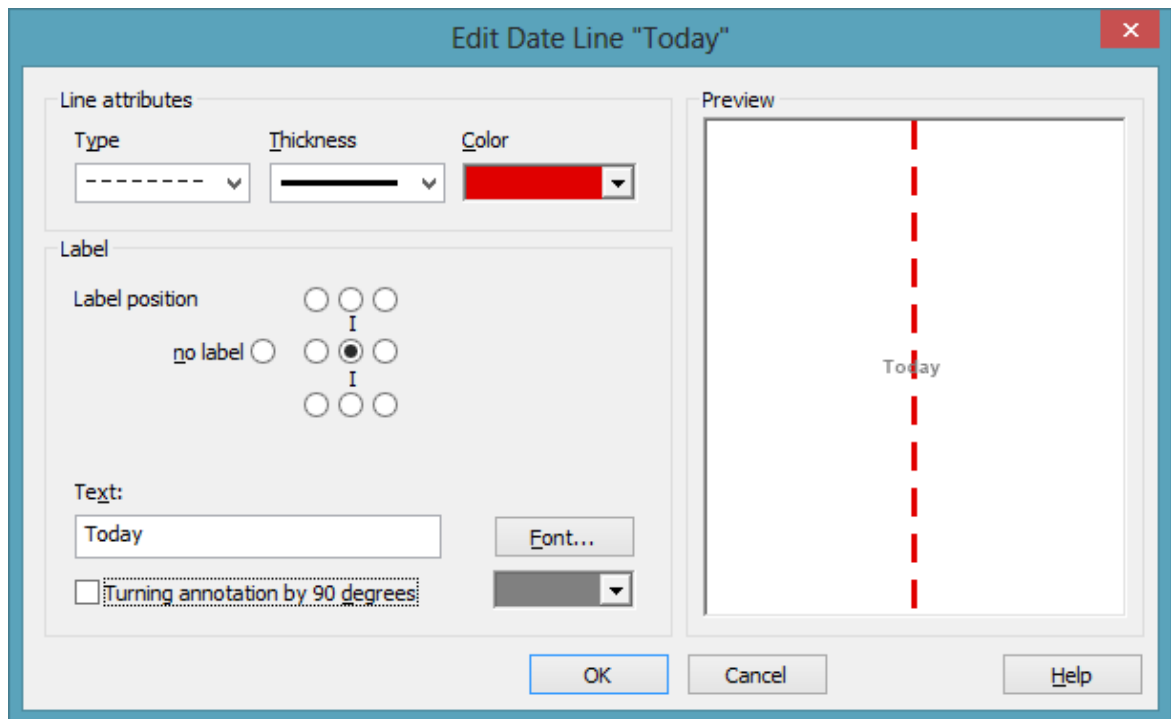 Edit Date Line "Today"
Line attributes
Type Thickness Color
Label
Label position
I
no label
I
Text:
Today
Font...
Turning annotation by 90 degrees
Preview
Today
OK Cancel Help